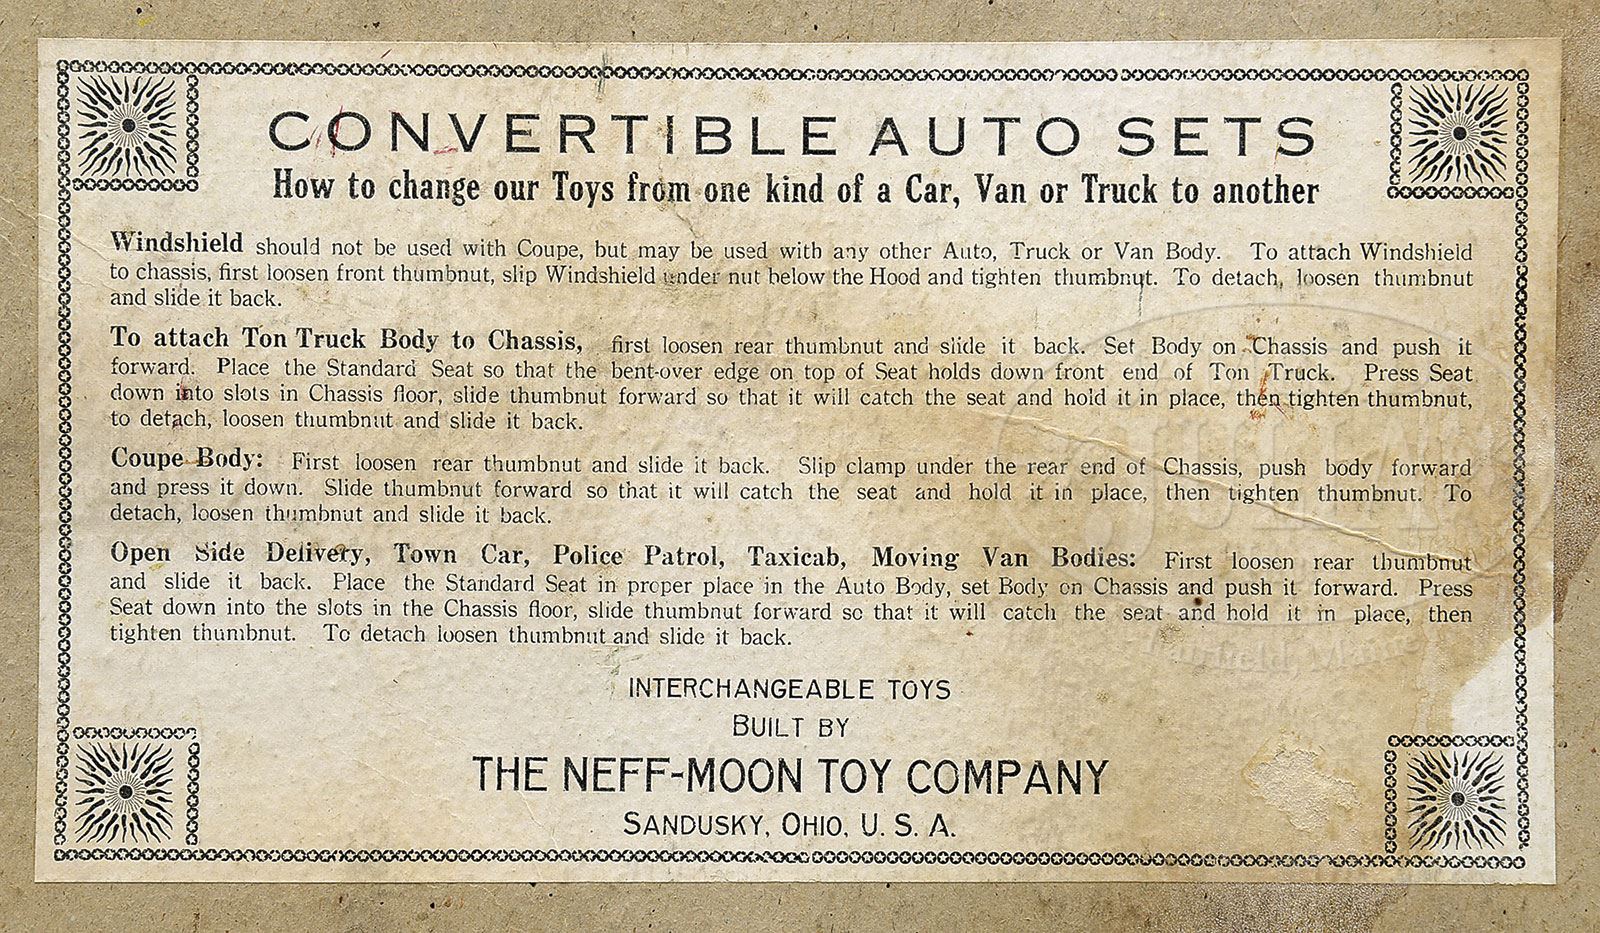 CONVERTIBLE AUTO SETS
How to change our Toys from one kind of a Car, Van or Truck to another
Windshield should not be used with Coupe, but may be used with any other Auto, Truck or Van Body. To attach Windshield
to chassis, first loosen front thumbnut, slip Windshield under nut below the Hood and tighten thumbnut. To detach, loosen thumbnut
and slide it back.
To attach Ton Truck Body to Chassis, first loosen rear thumbnut and slide it back. Set Body on Chassis and push it
forward. Place the Standard Seat so that the bent-over edge on top of Seat holds down front end of Ton Truck. Press Seat
down into slots in Chassis floor, slide thumbnut forward so that it will catch the seat and hold it in place, then tighten thumbnut,
to detach, loosen thumbnut and slide it back.
Coupe Body: First loosen rear thumbnut and slide it back. Slip clamp under the rear end of Chassis, push body forward
and press it down. Slide thumbnut forward so that it will catch the seat and hold it in place, then tighten thumbnut. To
detach, loosen thumbnut and slide it back.
Open Side Delivery, Town Car, Police Patrol, Taxicab, Moving Van Bodies: First loosen rear thumbnut
and slide it back. Place the Standard Seat in proper place in the Auto Body, set Body on Chassis and push it forward. Press
Seat down into the slots in the Chassis floor, slide thumbnut forward so that it will catch the seat and hold it in place, then
tighten thumbnut. To detach loosen thumbnut and slide it back.
INTERCHANGEABLE TOYS
BUILT BY
THE NEFF-MOON TOY COMPANY
SANDUSKY, OHIO, U. S. A.
James D.
JULIA
Fairfield, Maine